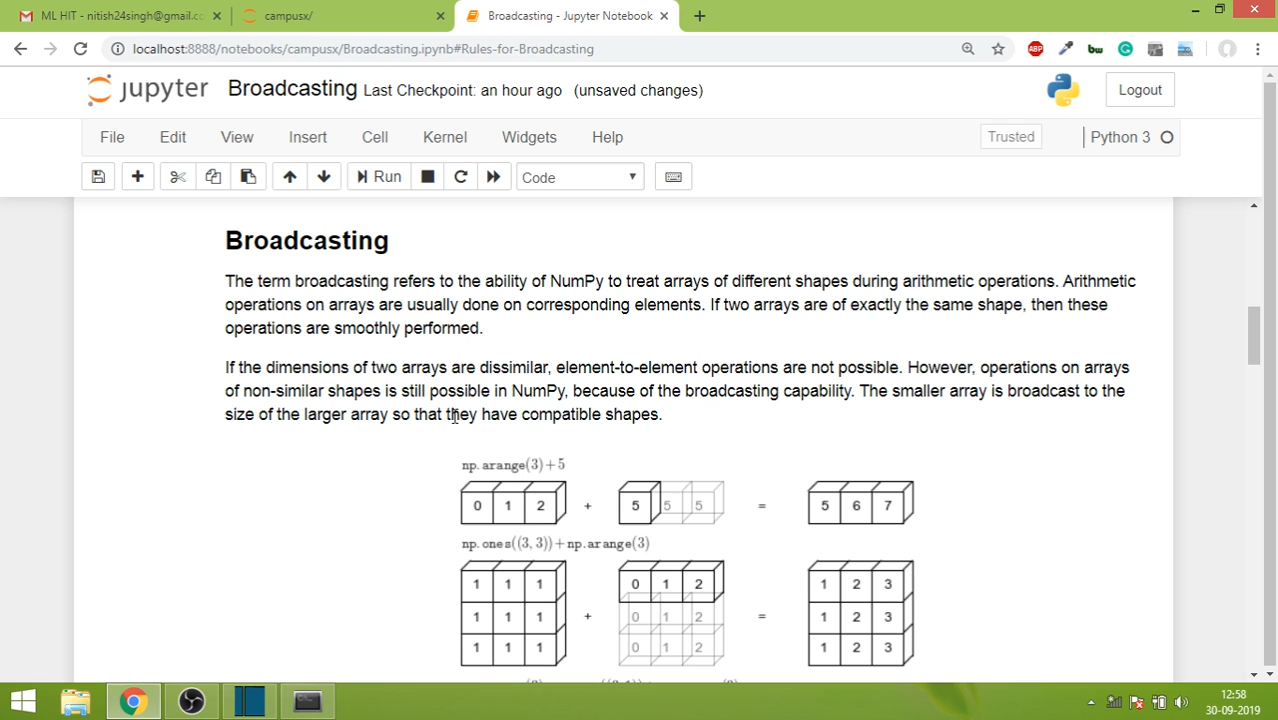 ML HIT - nitish24singh@gmail.co
campusx/
Broadcasting - Jupyter Notebook
localhost:8888/notebooks/campusx/Broadcasting.ipynb#Rules-for-Broadcasting
ABP
bw
jupyter Broadcasting Last Checkpoint: an hour ago (unsaved changes)
Logout
File Edit View Insert Cell Kernel Widgets Help
Trusted
Python 3
Run
Code
Broadcasting
The term broadcasting refers to the ability of NumPy to treat arrays of different shapes during arithmetic operations. Arithmetic
operations on arrays are usually done on corresponding elements. If two arrays are of exactly the same shape, then these
operations are smoothly performed.
If the dimensions of two arrays are dissimilar, element-to-element operations are not possible. However, operations on arrays
of non-similar shapes is still possible in NumPy, because of the broadcasting capability. The smaller array is broadcast to the
size of the larger array so that they have compatible shapes.
np.arange(3)+5
0 1 2 + 5 5 5 = 5 6 7
np.ones((3, 3))+np.arange(3)
1 1 1 0 1 2 1 2 3
1 1 1 + 0 1 2 = 1 2 3
1 1 1 0 1 2 1 2 3
12:58
30-09-2019